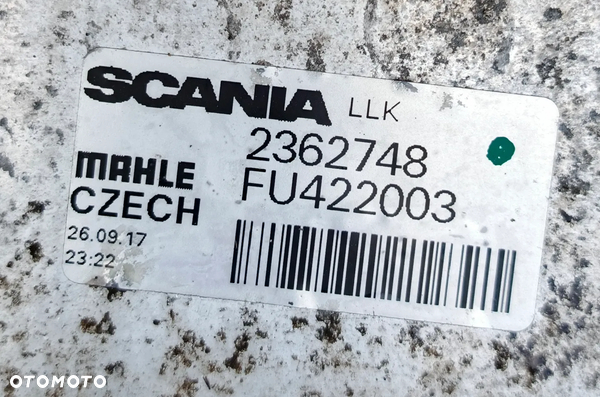 SCANIA LLK
2362748
MAHLE
FU422003
CZECH
26.09.17
23:22
OTOMOTO